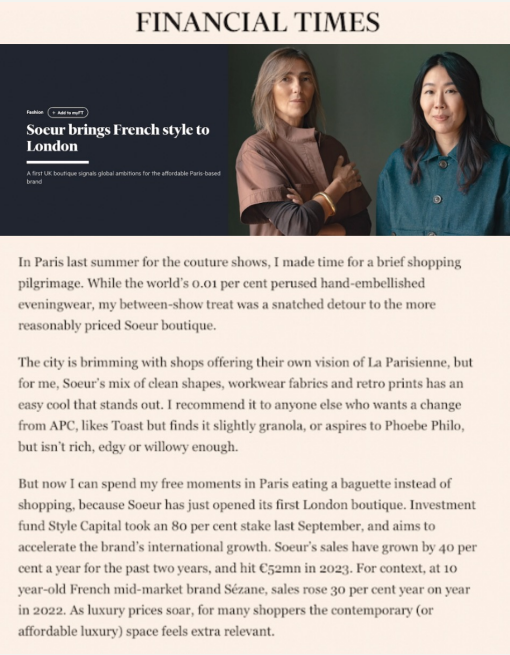 FINANCIAL TIMES
Fashion
+ Add to myFT
Soeur brings French style to
London
A first UK boutique signals global ambitions for the affordable Paris-based
brand
In Paris last summer for the couture shows, I made time for a brief shopping
pilgrimage. While the world's 0.01 per cent perused hand-embellished
eveningwear, my between-show treat was a snatched detour to the more
reasonably priced Soeur boutique.
The city is brimming with shops offering their own vision of La Parisienne, but
for me, Soeur's mix of clean shapes, workwear fabrics and retro prints has an
easy cool that stands out. I recommend it to anyone else who wants a change
from APC, likes Toast but finds it slightly granola, or aspires to Phoebe Philo,
but isn't rich, edgy or willowy enough.
But now I can spend my free moments in Paris eating a baguette instead of
shopping, because Soeur has just opened its first London boutique. Investment
fund Style Capital took an 80 per cent stake last September, and aims to
accelerate the brand's international growth. Soeur's sales have grown by 40 per
cent a year for the past two years, and hit €52mn in 2023. For context, at 10
year-old French mid-market brand Sézane, sales rose 30 per cent year on year
in 2022. As luxury prices soar, for many shoppers the contemporary (or
affordable luxury) space feels extra relevant.